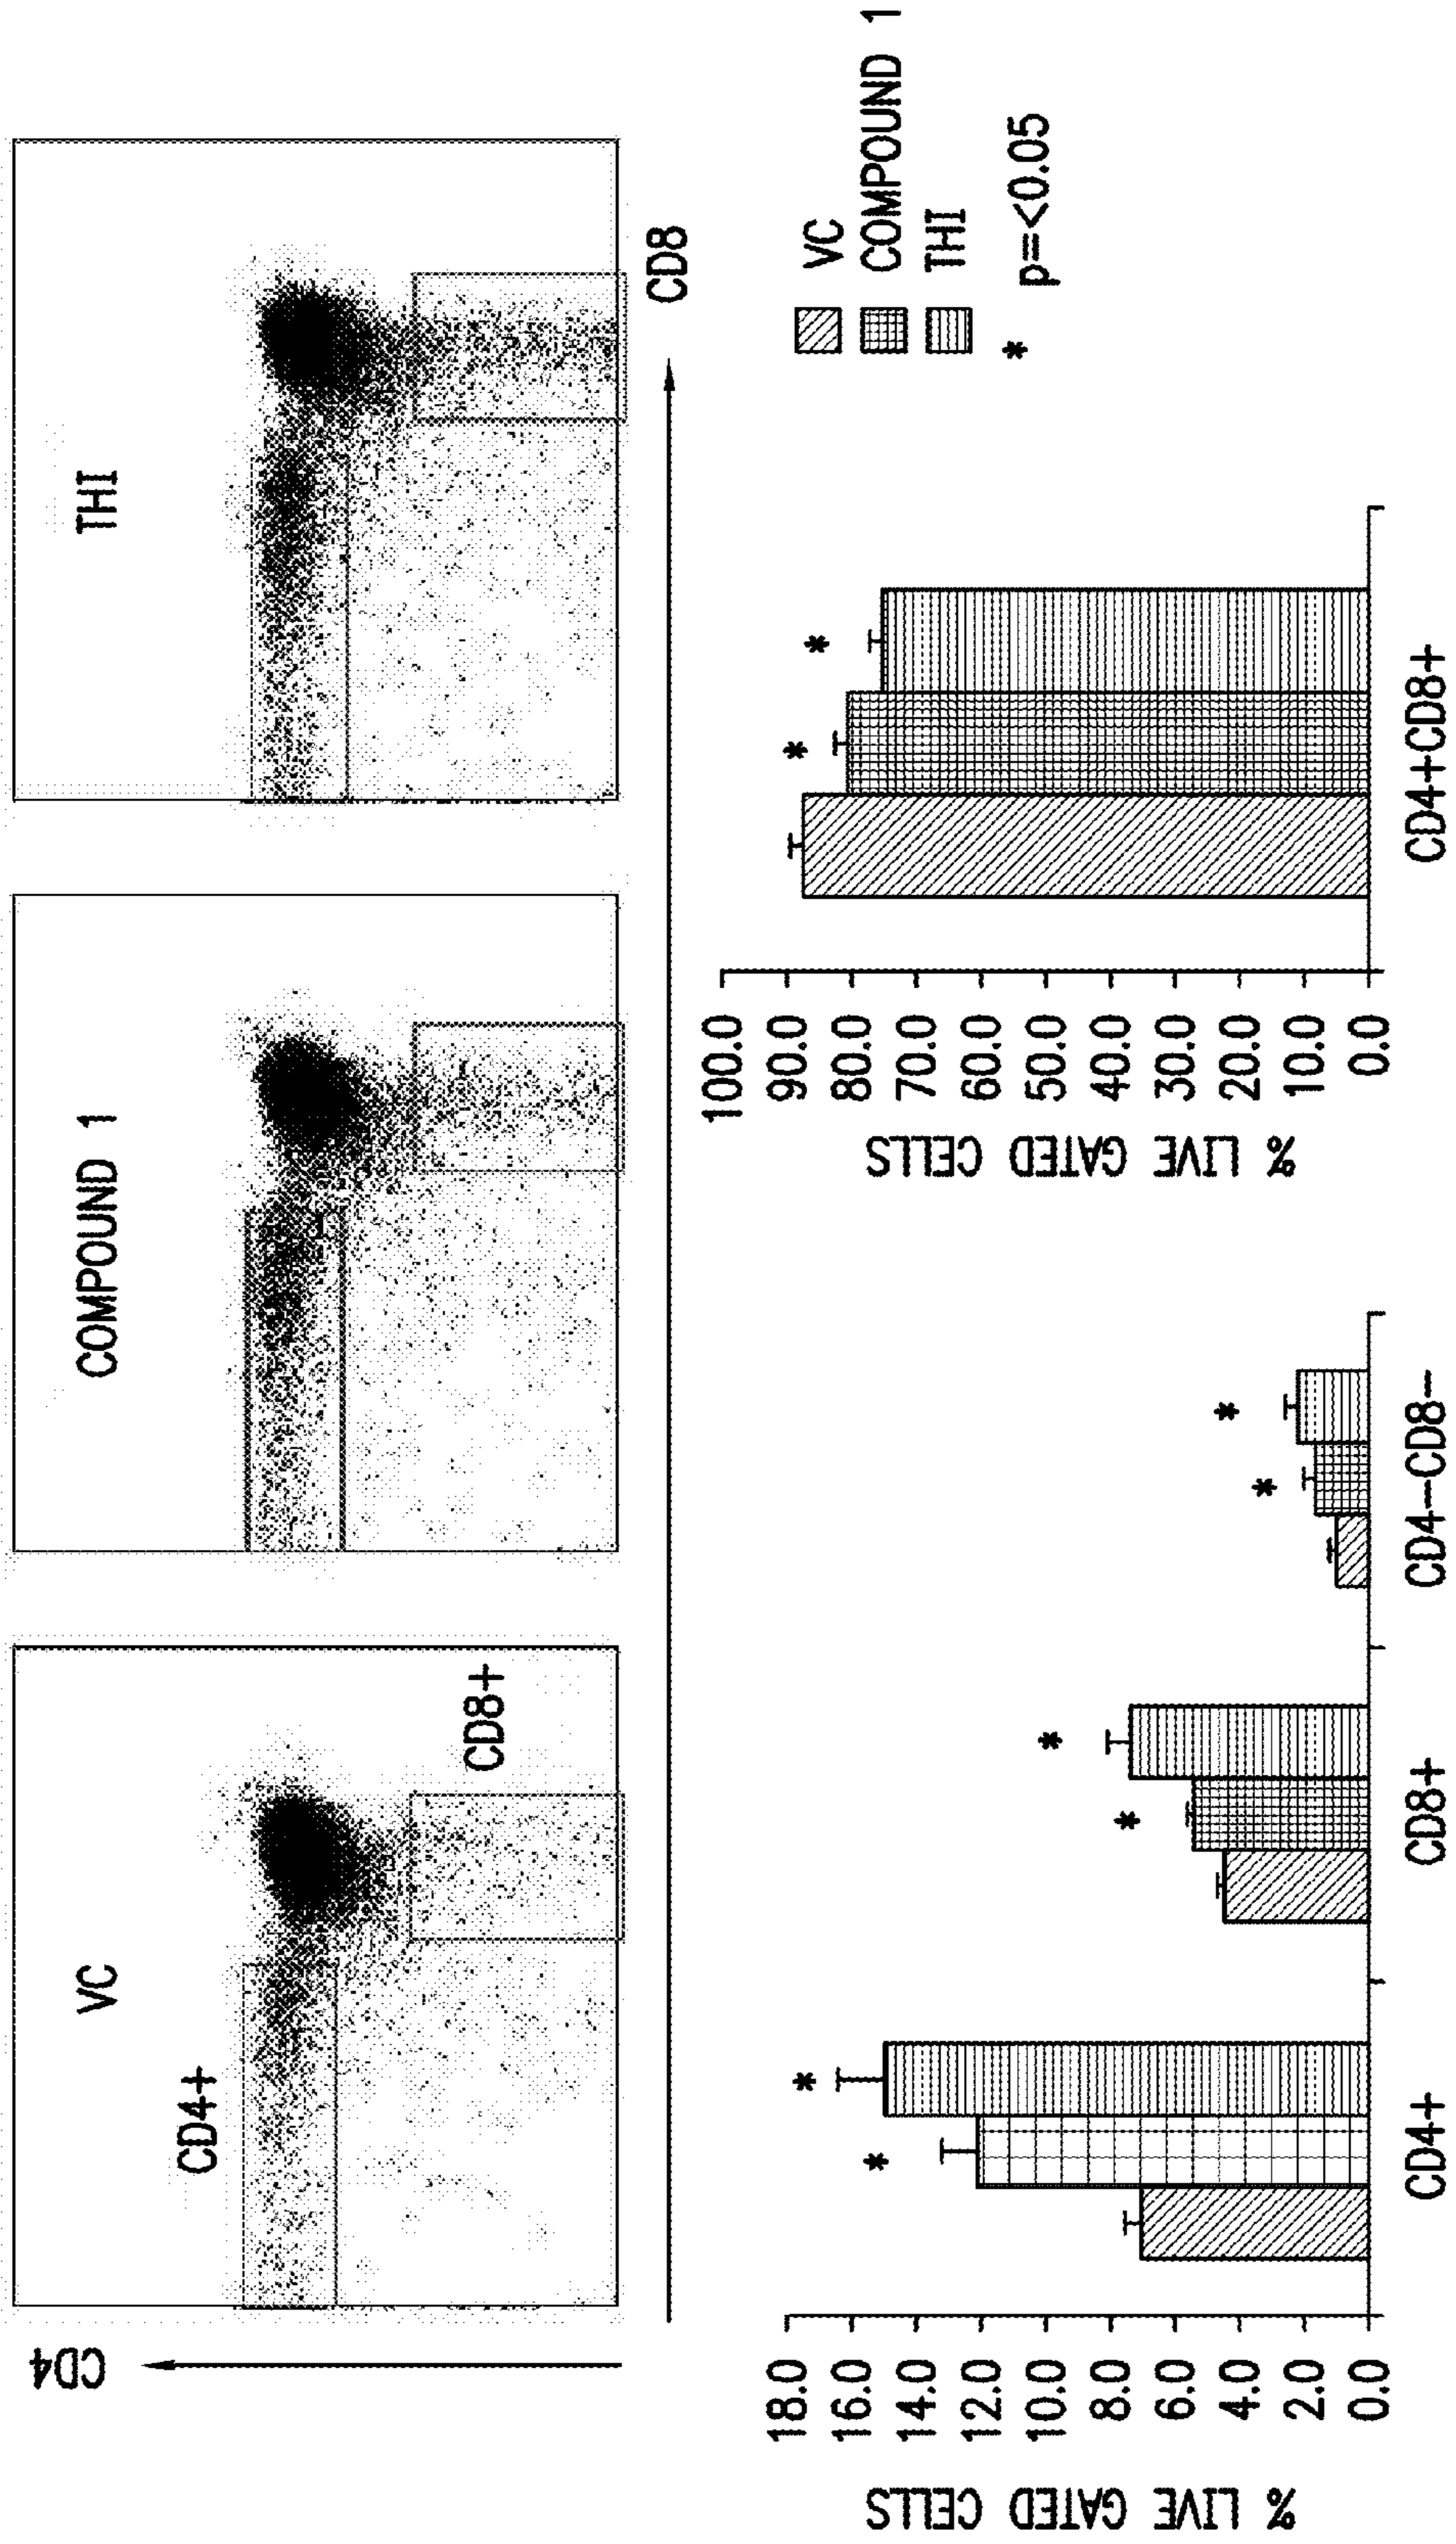 VC
COMPOUND 1
THI
CD4
CD4+
CD8+
CD8
% LIVE GATED CELLS
18.0
16.0
14.0
12.0
10.0
8.0
6.0
4.0
2.0
0.0
*
*
*
*
*
*
CD4+
CD8+
CD4-CD8-
% LIVE GATED CELLS
100.0
90.0
80.0
70.0
60.0
50.0
40.0
30.0
20.0
10.0
0.0
*
*
CD4+CD8+
VC
COMPOUND 1
THI
* p=<0.05